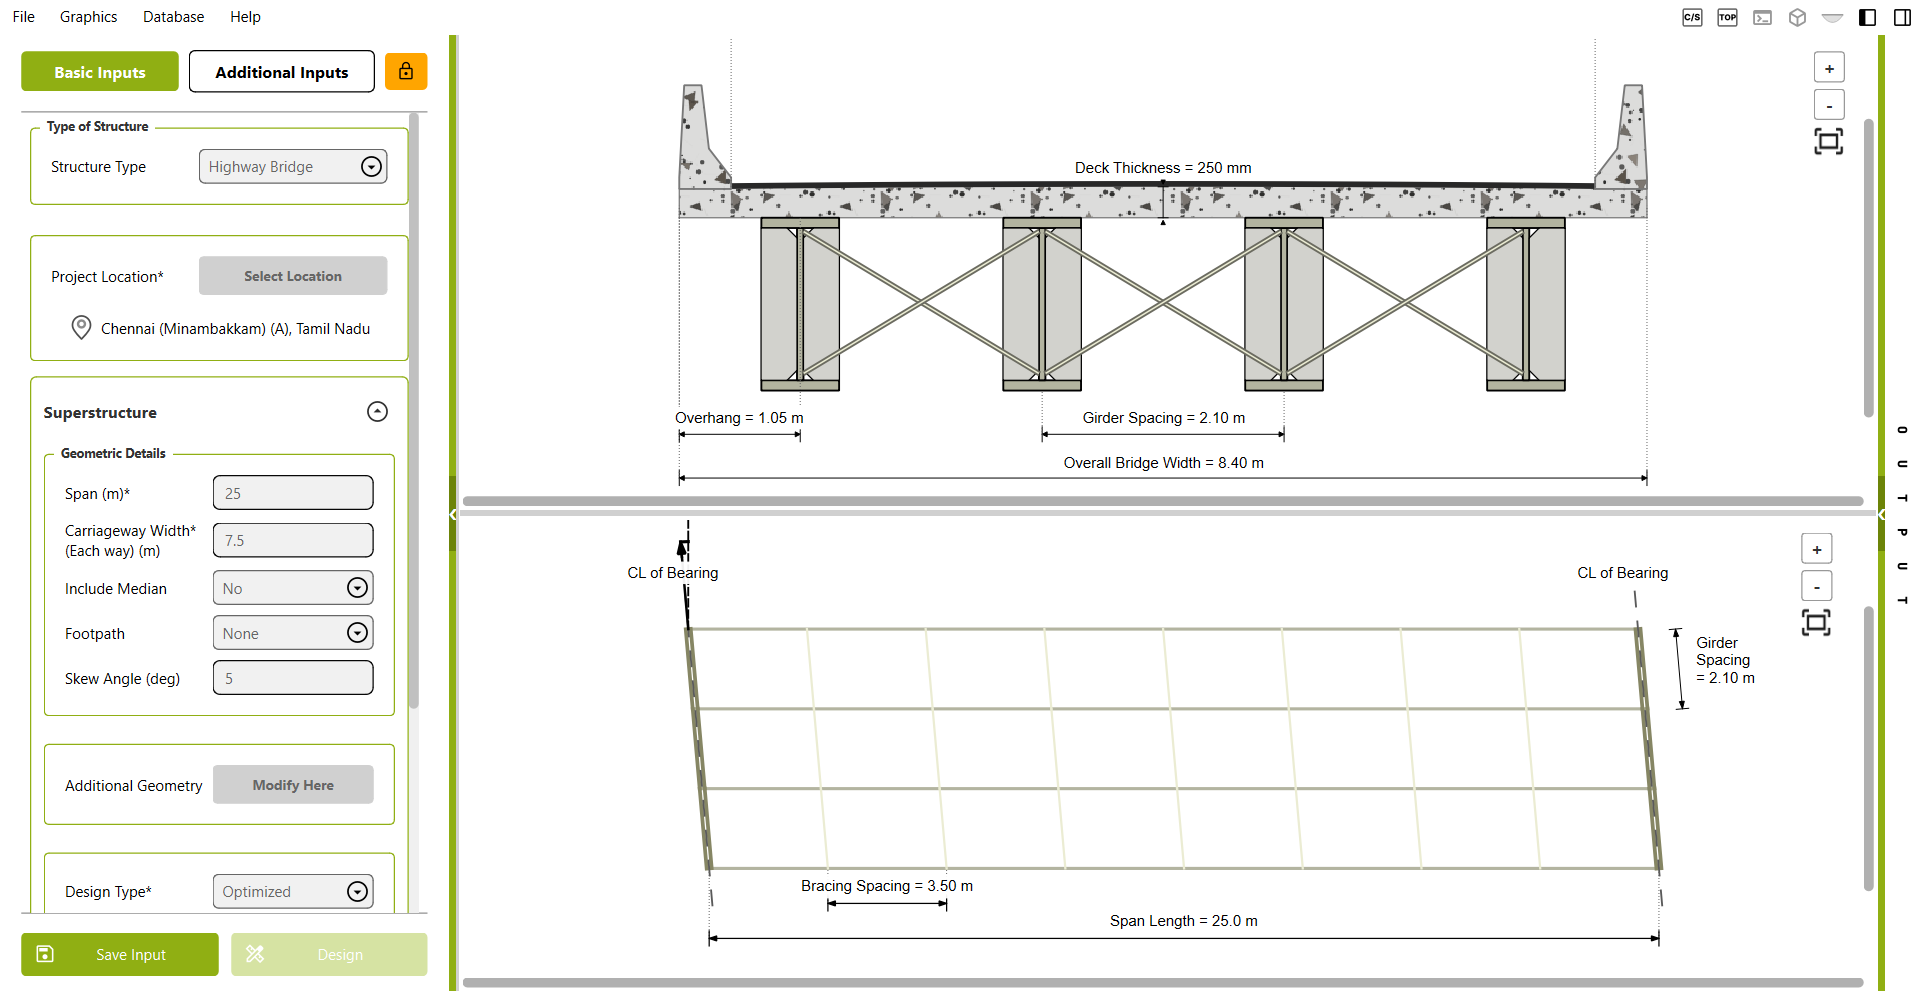 File Graphics Database Help
C/S TOP
Basic Inputs Additional Inputs
Type of Structure
Structure Type Highway Bridge
Project Location* Select Location
Chennai (Minambakkam) (A), Tamil Nadu
Superstructure
Geometric Details
Span (m)* 25
Carriageway Width*
(Each way) (m) 7.5
Include Median No
Footpath None
Skew Angle (deg) 5
Additional Geometry Modify Here
Design Type* Optimized
Save Input Design
+
-
Deck Thickness = 250 mm
Overhang = 1.05 m
Girder Spacing = 2.10 m
Overall Bridge Width = 8.40 m
+
-
CL of Bearing
CL of Bearing
Girder
Spacing
= 2.10 m
Bracing Spacing = 3.50 m
Span Length = 25.0 m
OUTPUT